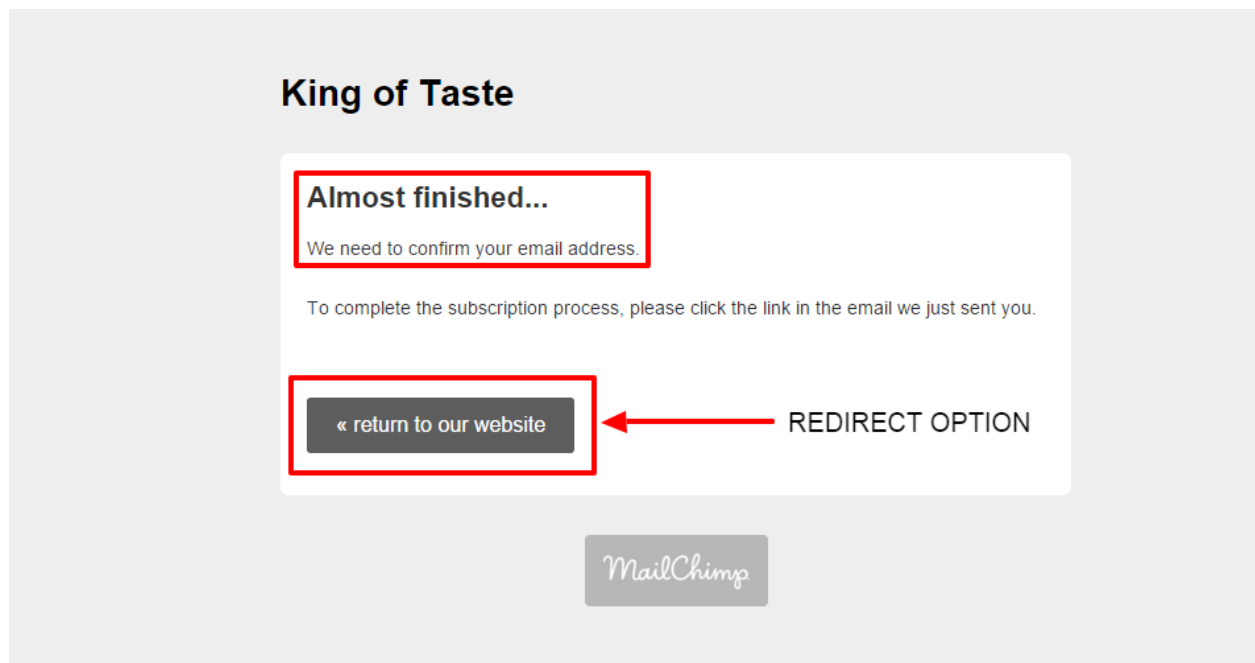 King of Taste
Almost finished...
We need to confirm your email address.
To complete the subscription process, please click the link in the email we just sent you.
« return to our website
REDIRECT OPTION
MailChimp